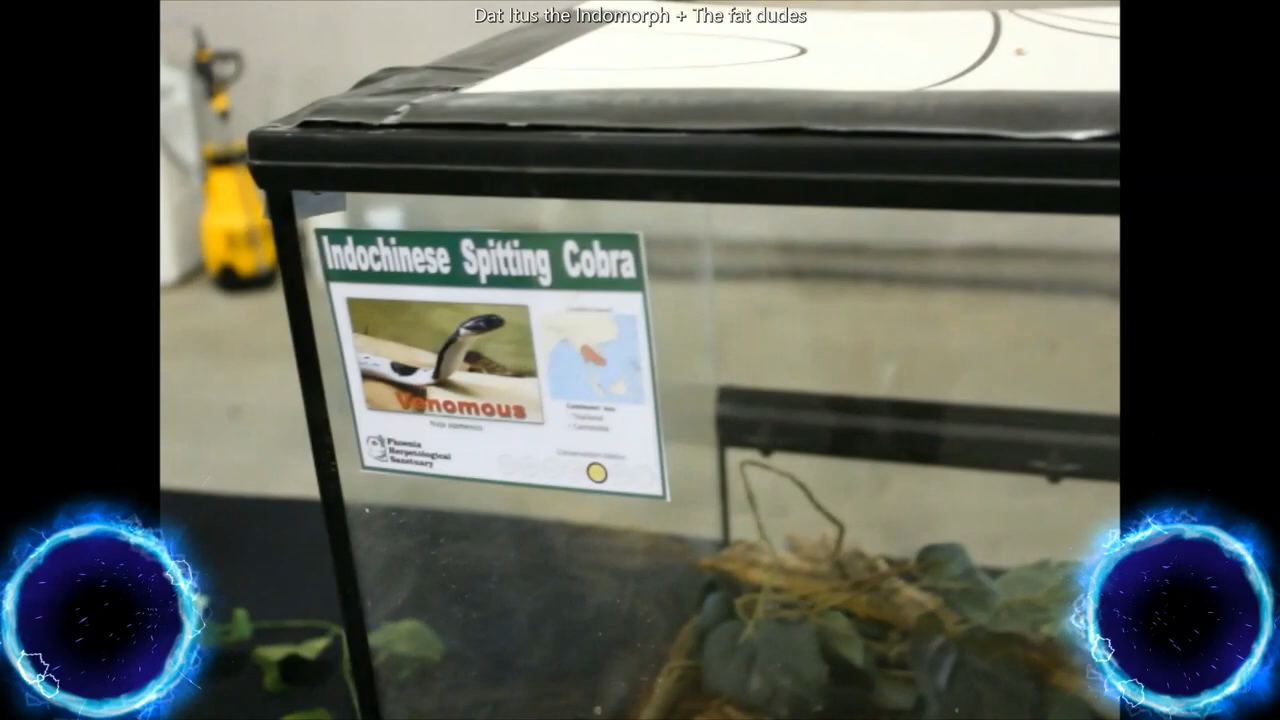 Dat Itus the Indomorph + The fat dudes
Indochinese Spitting Cobra
Venomous
Phoenix
Herpetological
Sanctuary